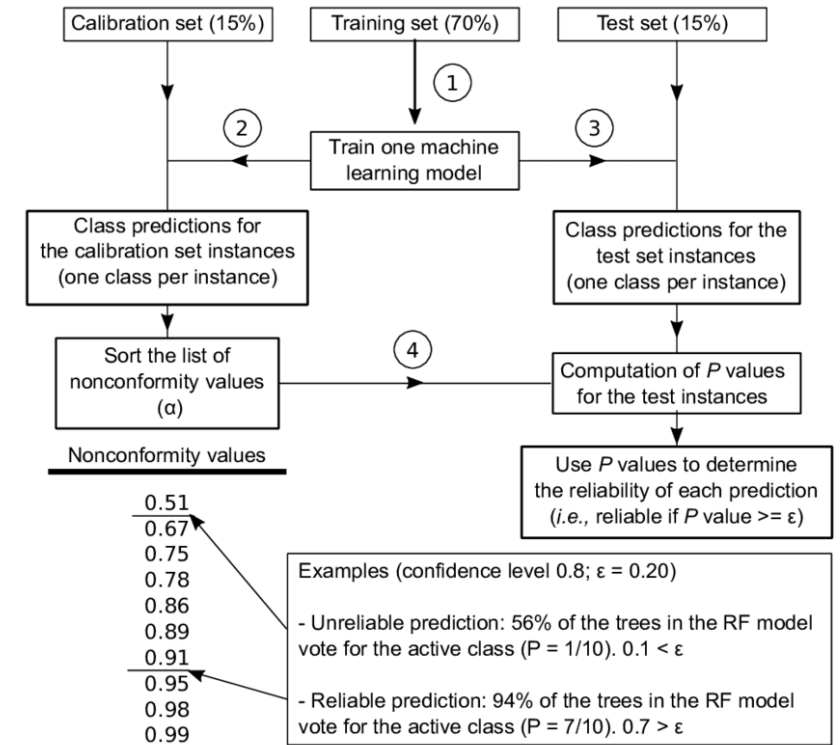 Calibration set (15%)
Training set (70%)
Test set (15%)
1
2
3
Train one machine
learning model
Class predictions for
the calibration set instances
(one class per instance)
Class predictions for the
test set instances
(one class per instance)
Sort the list of
nonconformity values
(α)
4
Computation of P values
for the test instances
Use P values to determine
the reliability of each prediction
(i.e., reliable if P value >= ε)
Nonconformity values
0.51
0.67
0.75
0.78
0.86
0.89
0.91
0.95
0.98
0.99
Examples (confidence level 0.8; ε = 0.20)
- Unreliable prediction: 56% of the trees in the RF model
vote for the active class (P = 1/10). 0.1 < ε
- Reliable prediction: 94% of the trees in the RF model
vote for the active class (P = 7/10). 0.7 > ε